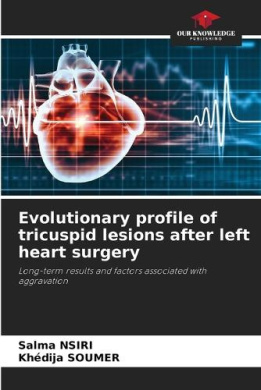 OUR KNOWLEDGE
PUBLISHING
Evolutionary profile of
tricuspid lesions after left
heart surgery
Long-term results and factors associated with
aggravation
Salma NSIRI
Khédija SOUMER